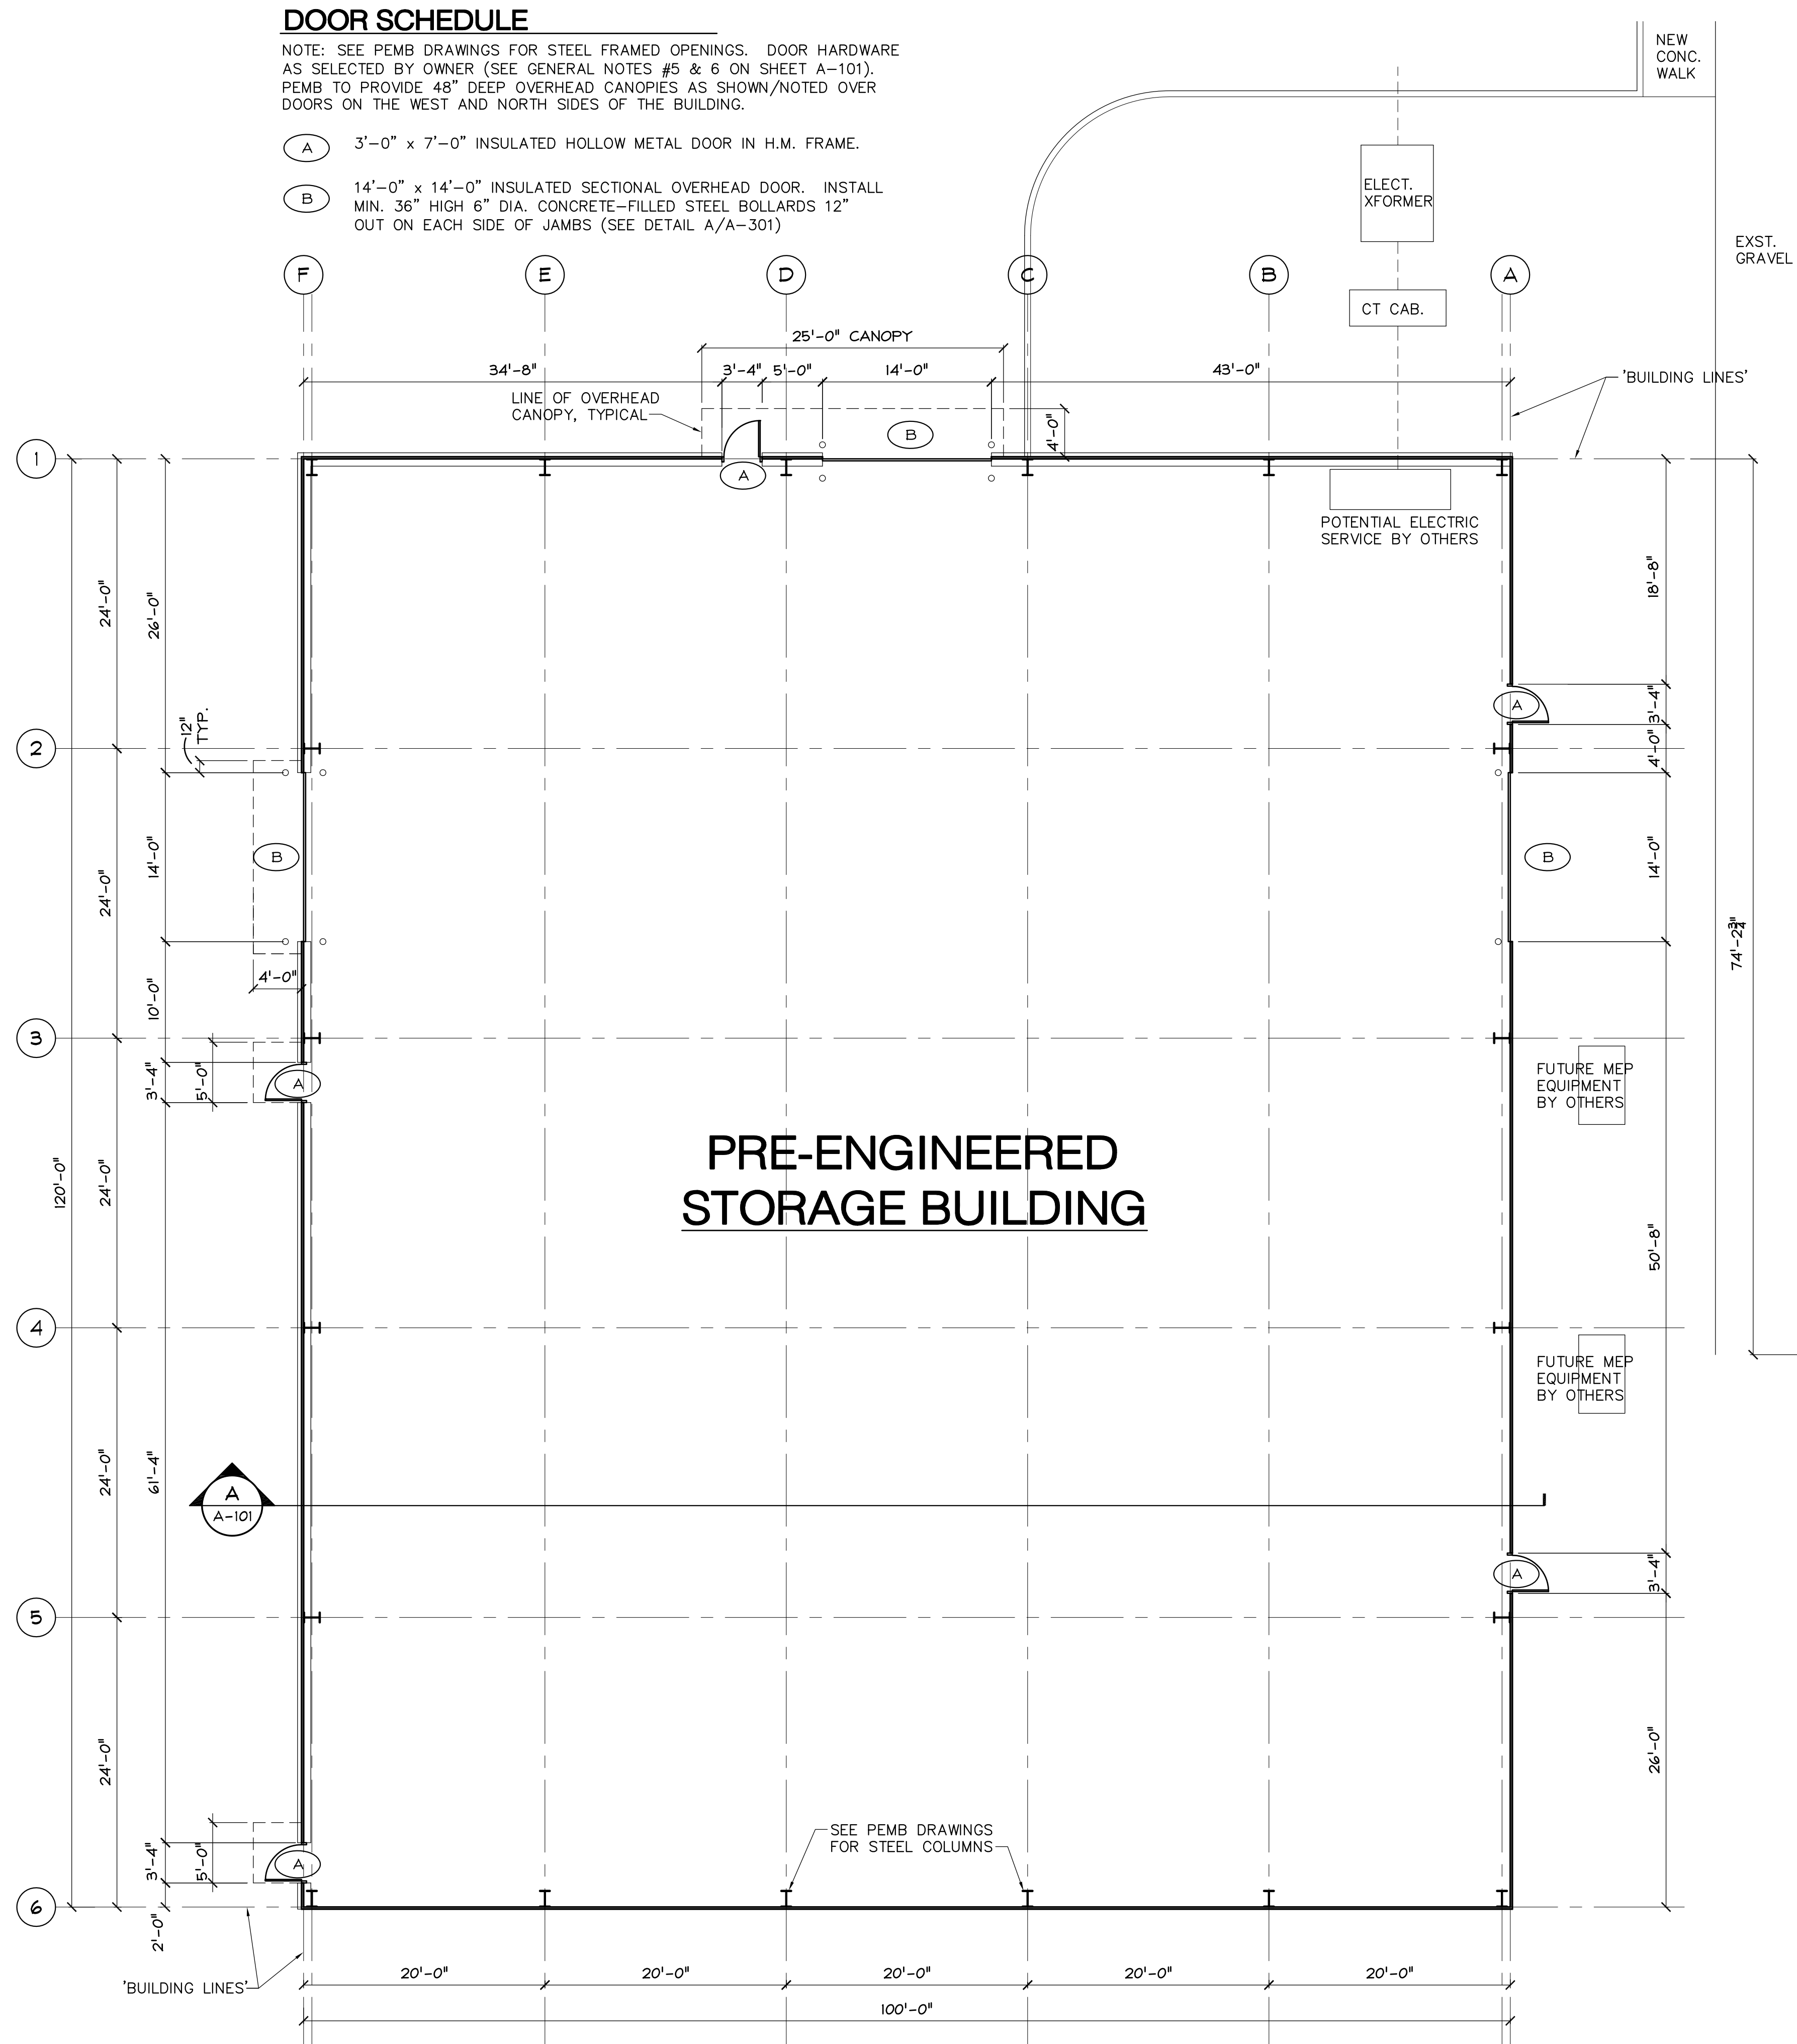 DOOR SCHEDULE
NOTE: SEE PEMB DRAWINGS FOR STEEL FRAMED OPENINGS. DOOR HARDWARE
AS SELECTED BY OWNER (SEE GENERAL NOTES #5 & 6 ON SHEET A-101).
PEMB TO PROVIDE 48" DEEP OVERHEAD CANOPIES AS SHOWN/NOTED OVER
DOORS ON THE WEST AND NORTH SIDES OF THE BUILDING.
A
3'-0" x 7'-0" INSULATED HOLLOW METAL DOOR IN H.M. FRAME.
B
14'-0" x 14'-0" INSULATED SECTIONAL OVERHEAD DOOR. INSTALL
MIN. 36" HIGH 6" DIA. CONCRETE-FILLED STEEL BOLLARDS 12"
OUT ON EACH SIDE OF JAMBS (SEE DETAIL A/A-301)
NEW
CONC.
WALK
ELECT.
XFORMER
EXST.
GRAVEL
CT CAB.
F
E
D
C
B
A
25'-0" CANOPY
34'-8"
3'-4"
5'-0"
14'-0"
43'-0"
'BUILDING LINES'
LINE OF OVERHEAD
CANOPY, TYPICAL
4'-0"
B
A
POTENTIAL ELECTRIC
SERVICE BY OTHERS
1
2
3
4
5
6
120'-0"
24'-0"
24'-0"
24'-0"
24'-0"
24'-0"
26'-0"
14'-0"
10'-0"
3'-4"
61'-4"
3'-4"
2'-0"
12"
TYP.
B
4'-0"
5'-0"
A
5'-0"
A
18'-8"
3'-4"
4'-0"
14'-0"
50'-8"
3'-4"
26'-0"
A
B
A
FUTURE MEP
EQUIPMENT
BY OTHERS
FUTURE MEP
EQUIPMENT
BY OTHERS
PRE-ENGINEERED
STORAGE BUILDING
A
A-101
SEE PEMB DRAWINGS
FOR STEEL COLUMNS
'BUILDING LINES'
20'-0"
20'-0"
20'-0"
20'-0"
20'-0"
100'-0"